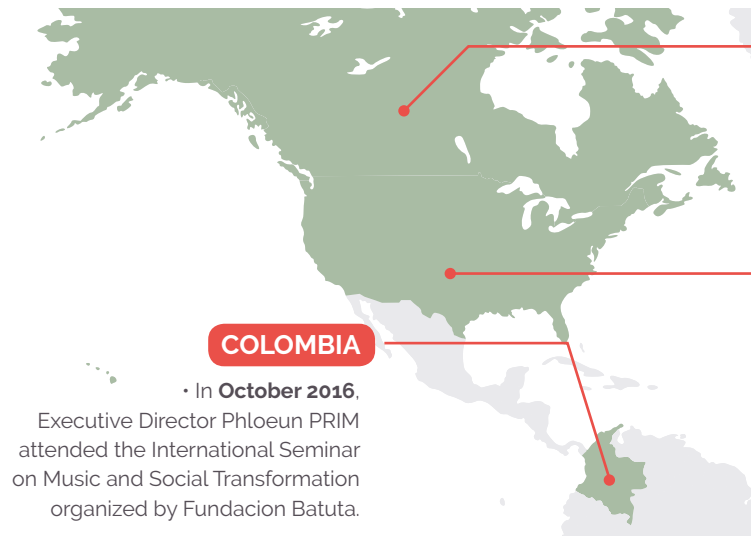 COLOMBIA
• In October 2016,
Executive Director Phloeun PRIM
attended the International Seminar
on Music and Social Transformation
organized by Fundacion Batuta.